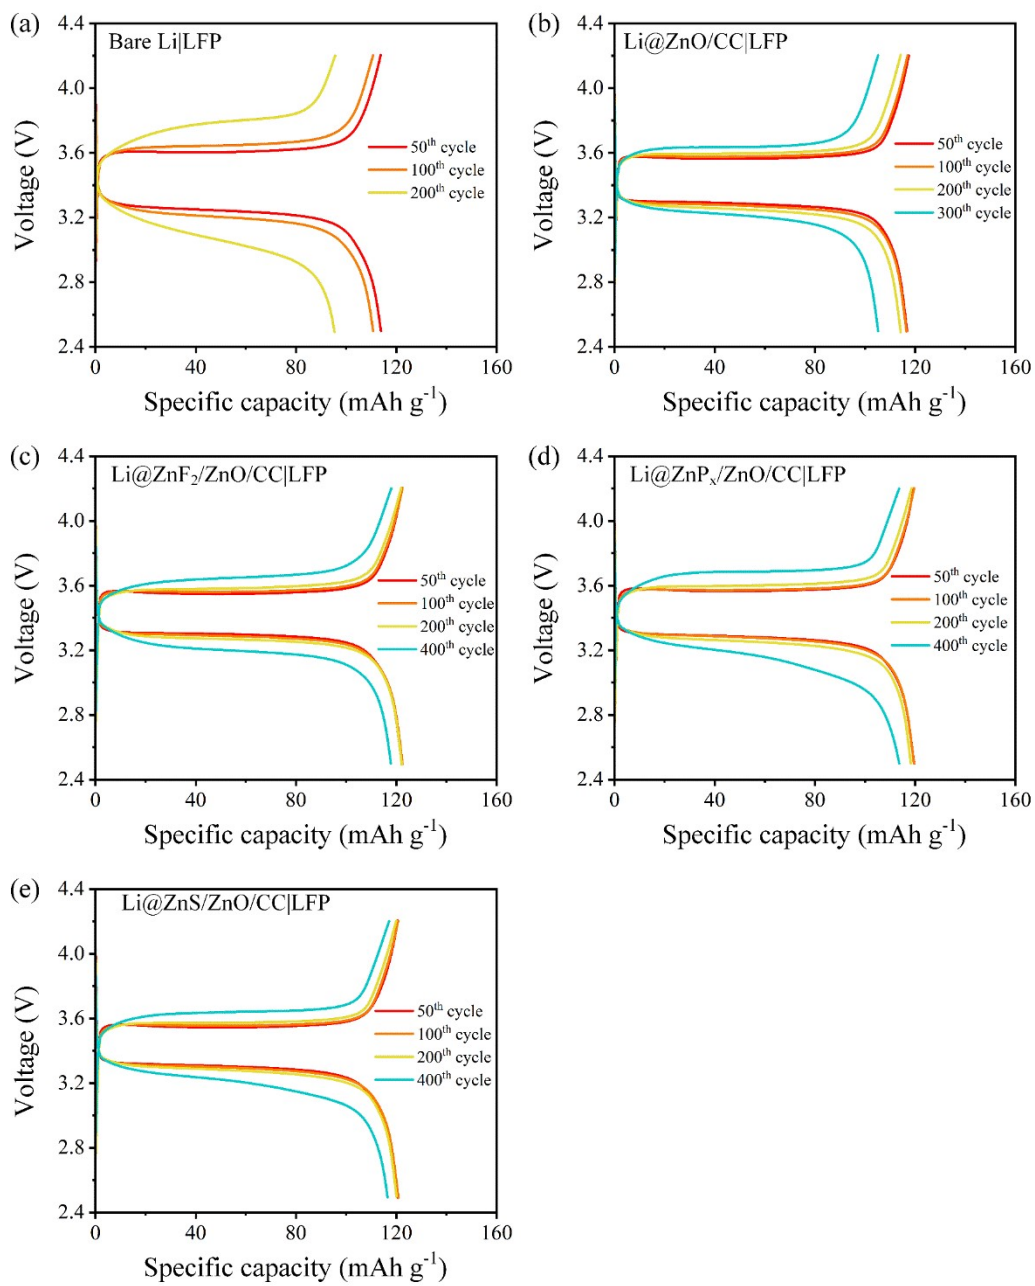 (a)
Bare Li|LFP
4.4
4.0
3.6
3.2
2.8
2.4
Voltage (V)
50th cycle
100th cycle
200th cycle
0 40 80 120 160
Specific capacity (mAh g-1)
(b)
Li@ZnO/CC|LFP
4.4
4.0
3.6
3.2
2.8
2.4
Voltage (V)
50th cycle
100th cycle
200th cycle
300th cycle
0 40 80 120 160
Specific capacity (mAh g-1)
(c)
Li@ZnF2/ZnO/CC|LFP
4.4
4.0
3.6
3.2
2.8
2.4
Voltage (V)
50th cycle
100th cycle
200th cycle
400th cycle
0 40 80 120 160
Specific capacity (mAh g-1)
(d)
Li@ZnPx/ZnO/CC|LFP
4.4
4.0
3.6
3.2
2.8
2.4
Voltage (V)
50th cycle
100th cycle
200th cycle
400th cycle
0 40 80 120 160
Specific capacity (mAh g-1)
(e)
Li@ZnS/ZnO/CC|LFP
4.4
4.0
3.6
3.2
2.8
2.4
Voltage (V)
50th cycle
100th cycle
200th cycle
400th cycle
0 40 80 120 160
Specific capacity (mAh g-1)